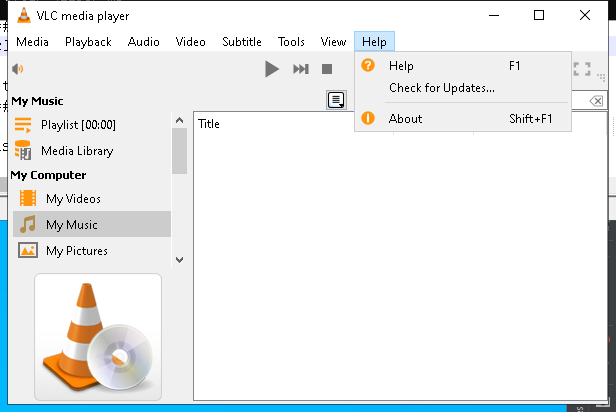 VLC media player
Media Playback Audio Video Subtitle Tools View Help
Help F1
Check for Updates...
About Shift+F1
My Music
Playlist [00:00]
Media Library
My Computer
My Videos
My Music
My Pictures
Title